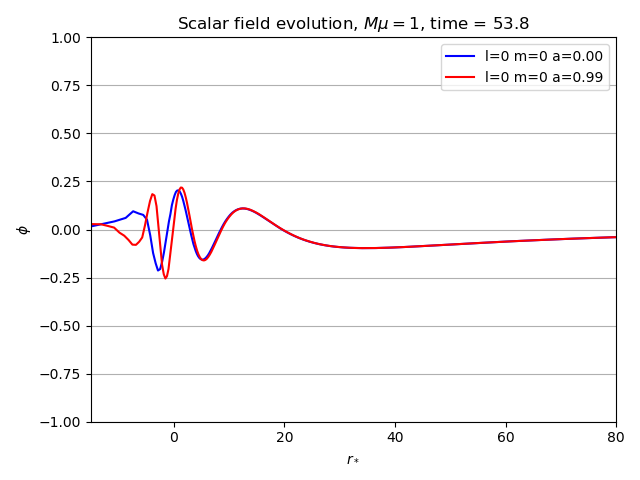 Scalar field evolution, Mμ = 1, time = 53.8
l=0 m=0 a=0.00
l=0 m=0 a=0.99
1.00
0.75
0.50
0.25
0.00
−0.25
−0.50
−0.75
−1.00
ϕ
0 20 40 60 80
r*